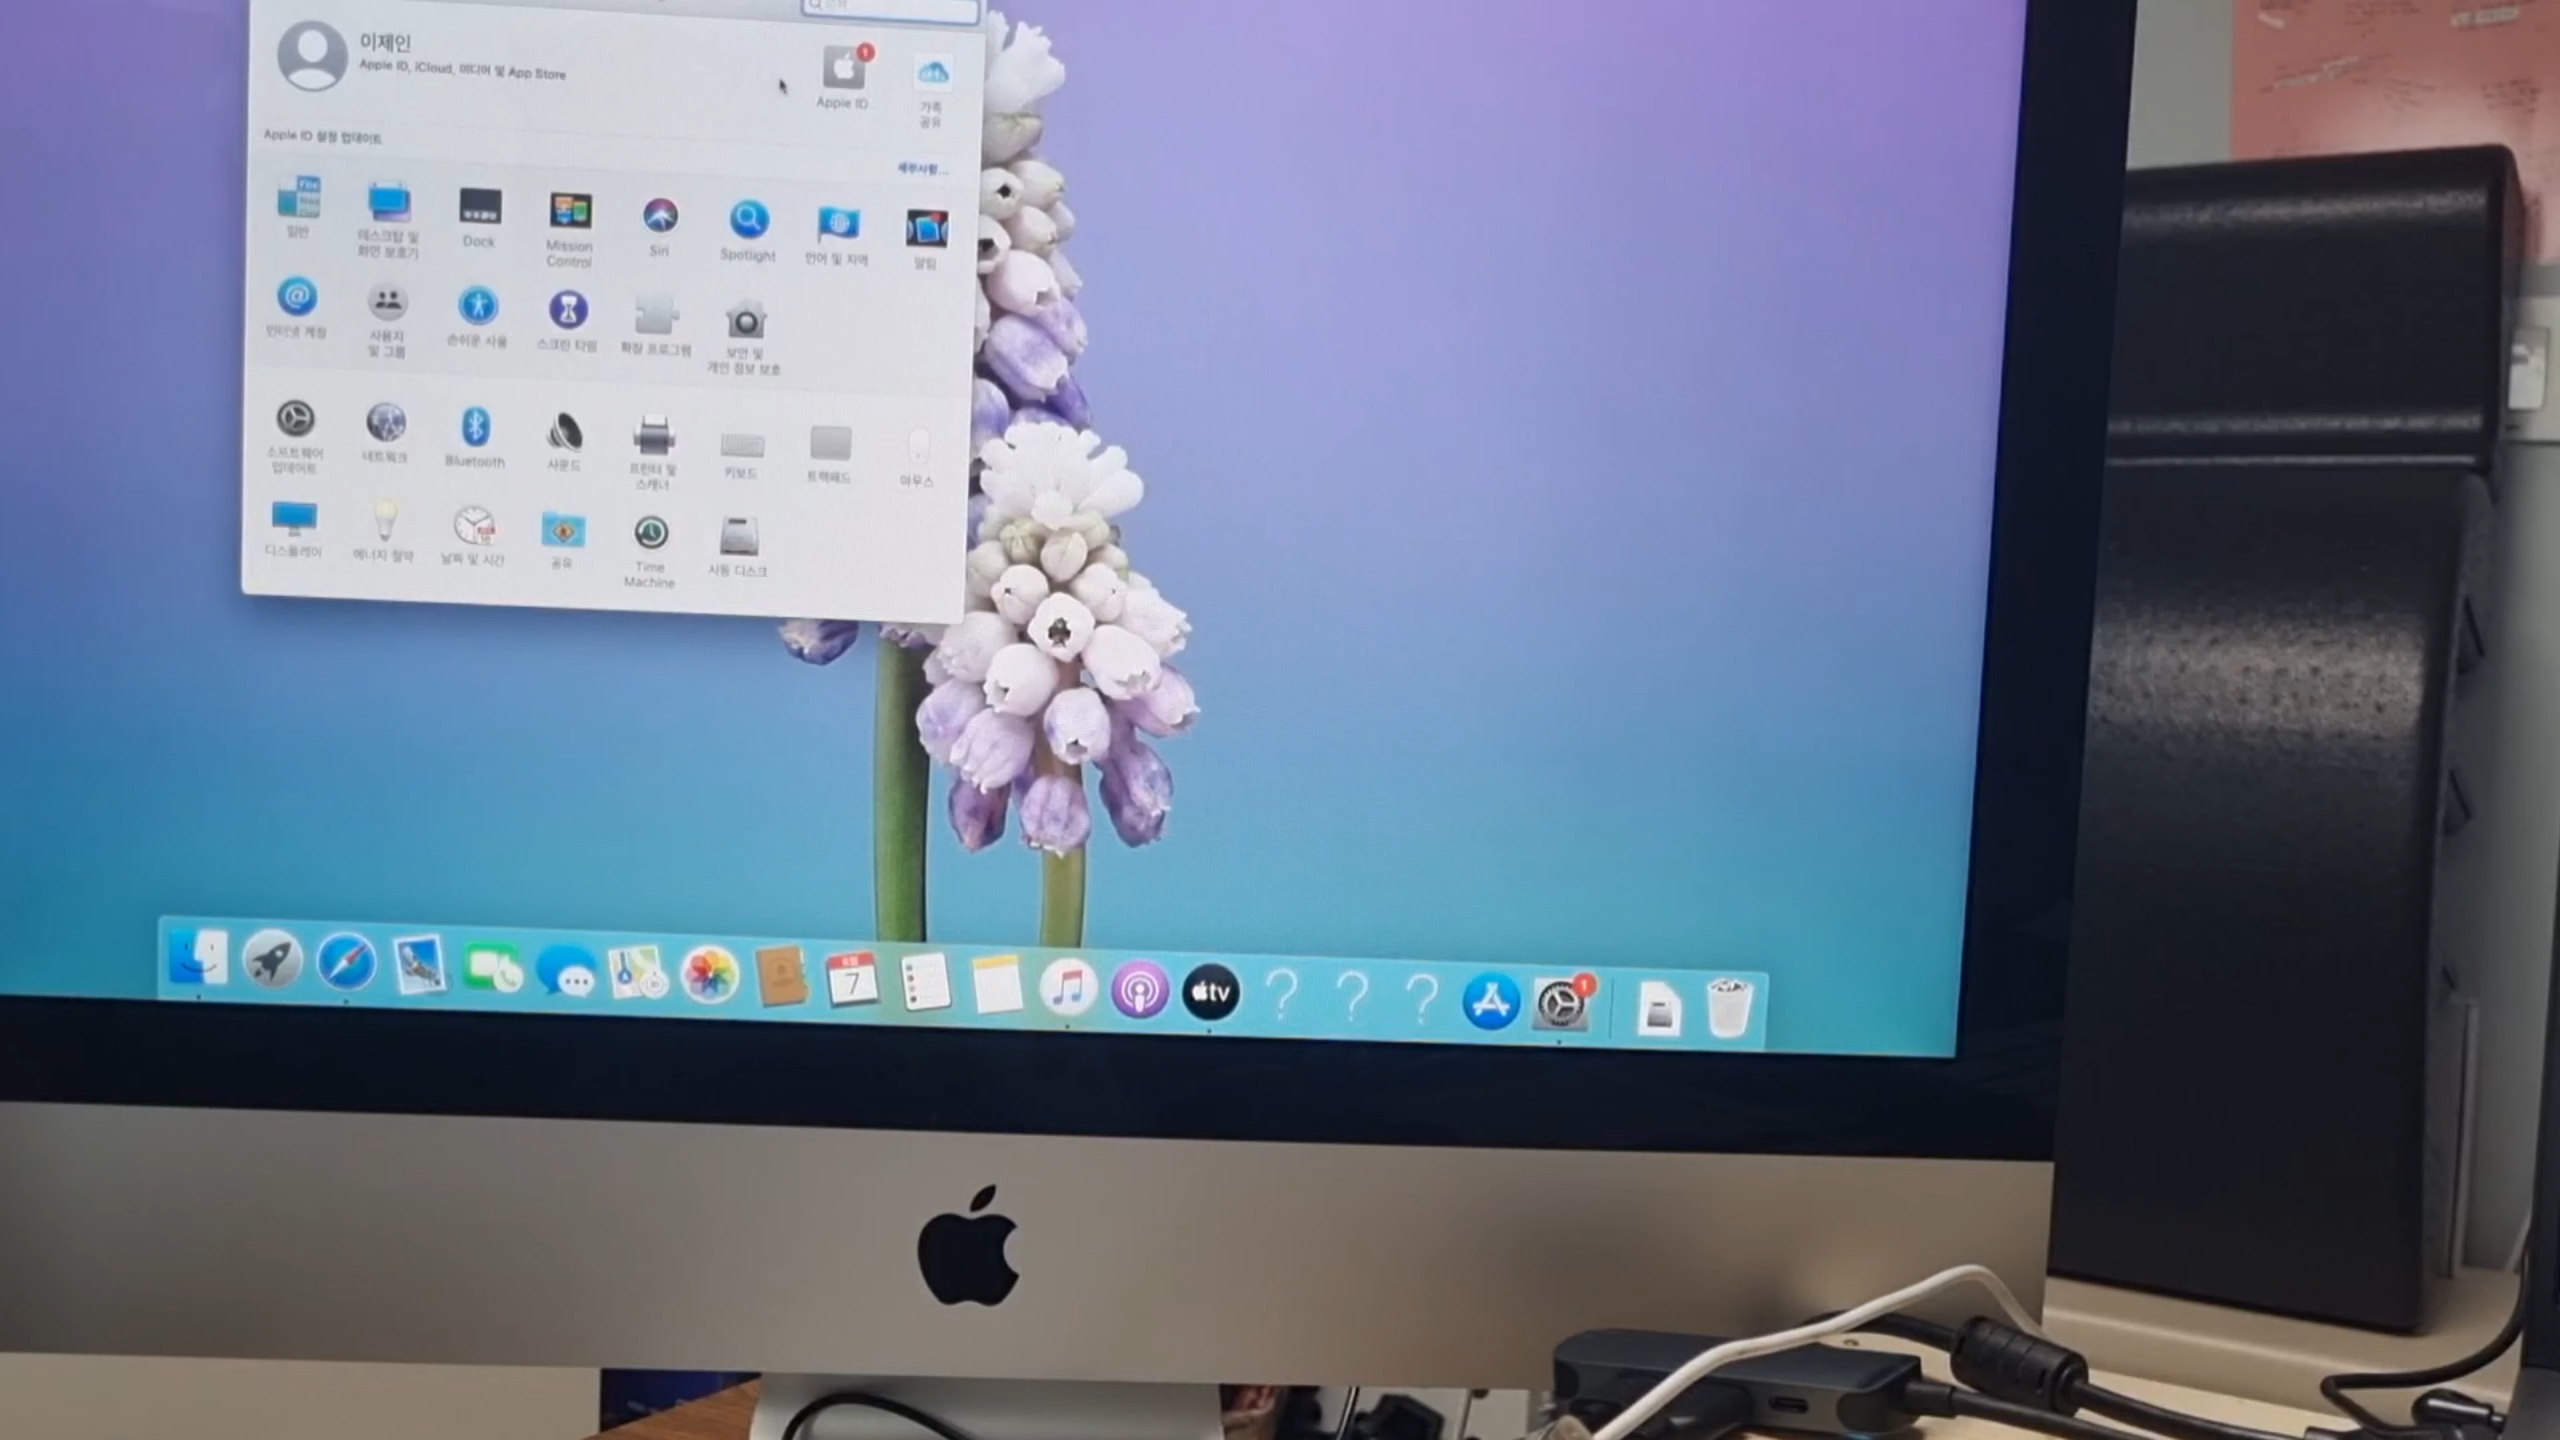 이제인
Apple ID, iCloud, 미디어 및 App Store
1
Apple ID
가족
공유
Apple ID 설정 업데이트
세부사항...
일반
데스크탑 및
화면 보호기
Dock
Mission
Control
Siri
Spotlight
언어 및 지역
알림
인터넷 계정
사용자
및 그룹
손쉬운 사용
스크린 타임
확장 프로그램
보안 및
개인 정보 보호
소프트웨어
업데이트
네트워크
Bluetooth
사운드
프린터 및
스캐너
키보드
트랙패드
마우스
디스플레이
에너지 절약
날짜 및 시간
공유
Time
Machine
시동 디스크
7
tv
? ? ?
1